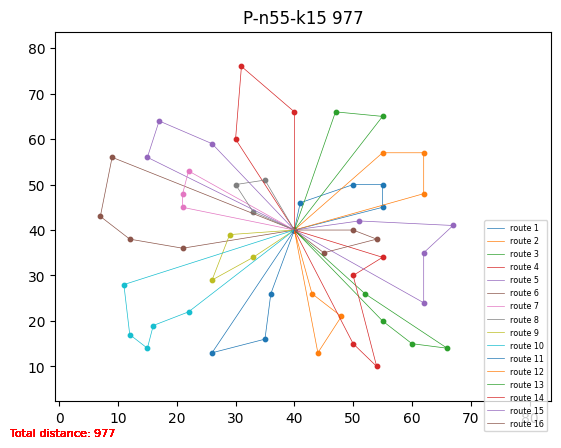 P-n55-k15 977
80
70
60
50
40
30
20
10
0 10 20 30 40 50 60 70 80
route 1
route 2
route 3
route 4
route 5
route 6
route 7
route 8
route 9
route 10
route 11
route 12
route 13
route 14
route 15
route 16
Total distance: 977